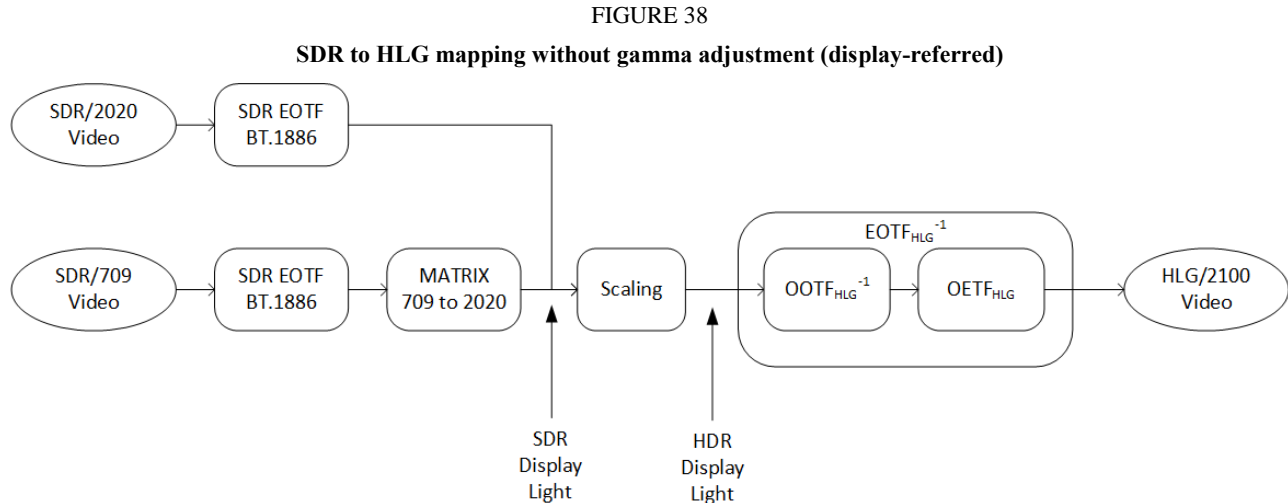 FIGURE 38
SDR to HLG mapping without gamma adjustment (display-referred)
SDR/2020
Video
SDR EOTF
BT.1886
SDR/709
Video
SDR EOTF
BT.1886
MATRIX
709 to 2020
Scaling
EOTF_HLG^-1
OOTF_HLG^-1
OETF_HLG
HLG/2100
Video
SDR
Display
Light
HDR
Display
Light